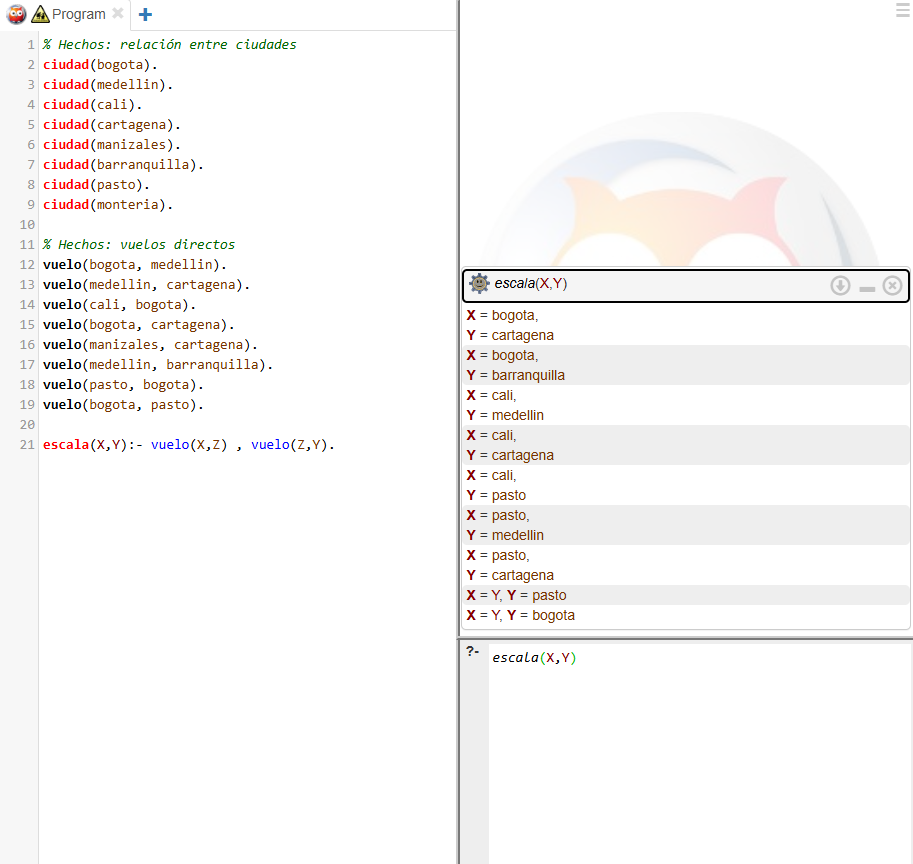 Program
1 % Hechos: relación entre ciudades
2 ciudad(bogota).
3 ciudad(medellin).
4 ciudad(cali).
5 ciudad(cartagena).
6 ciudad(manizales).
7 ciudad(barranquilla).
8 ciudad(pasto).
9 ciudad(monteria).
10
11 % Hechos: vuelos directos
12 vuelo(bogota, medellin).
13 vuelo(medellin, cartagena).
14 vuelo(cali, bogota).
15 vuelo(bogota, cartagena).
16 vuelo(manizales, cartagena).
17 vuelo(medellin, barranquilla).
18 vuelo(pasto, bogota).
19 vuelo(bogota, pasto).
20
21 escala(X,Y):- vuelo(X,Z) , vuelo(Z,Y).
escala(X,Y)
X = bogota,
Y = cartagena
X = bogota,
Y = barranquilla
X = cali,
Y = medellin
X = cali,
Y = cartagena
X = cali,
Y = pasto
X = pasto,
Y = medellin
X = pasto,
Y = cartagena
X = Y, Y = pasto
X = Y, Y = bogota
?- escala(X,Y)